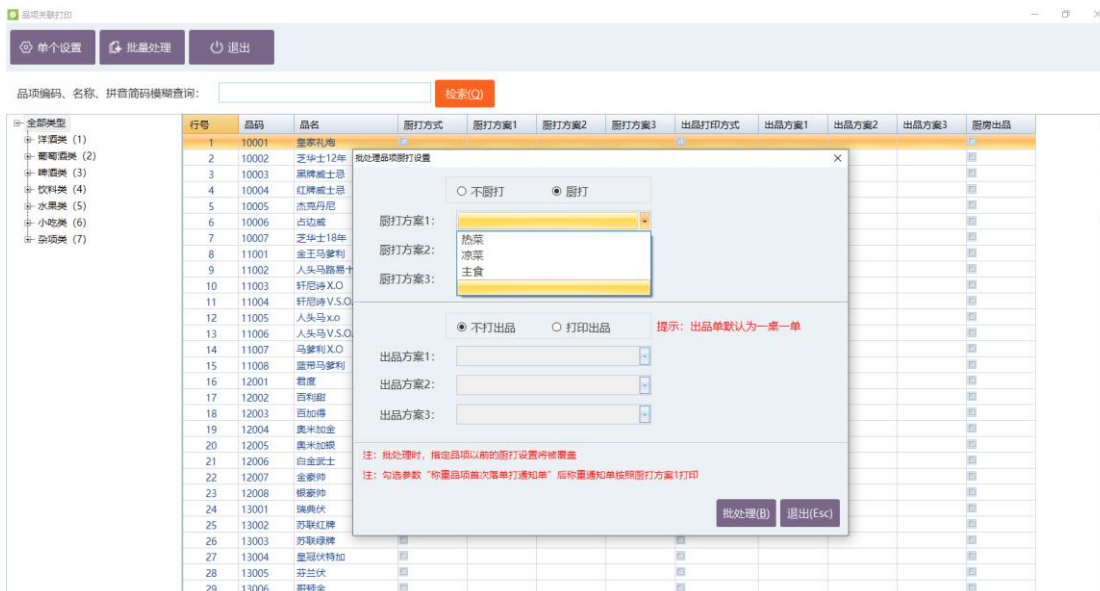 品项关联打印
单个设置 批量处理 退出
品项编码、名称、拼音简码模糊查询: 检索(Q)
全部类型
洋酒类 (1)
葡萄酒类 (2)
啤酒类 (3)
饮料类 (4)
水果类 (5)
小吃类 (6)
杂项类 (7)
行号 品码 品名 厨打方式 厨打方案1 厨打方案2 厨打方案3 出品打印方式 出品方案1 出品方案2 出品方案3 厨房出品
1 10001 皇家礼炮
2 10002 芝华士12年
3 10003 黑牌威士忌
4 10004 红牌威士忌
5 10005 杰克丹尼
6 10006 占边威
7 10007 芝华士18年
8 11001 金王马爹利
9 11002 人头马路易十
10 11003 轩尼诗X.O
11 11004 轩尼诗V.S.O.
12 11005 人头马x.o
13 11006 人头马V.S.O.
14 11007 马爹利X.O
15 11008 蓝带马爹利
16 12001 君度
17 12002 百利甜
18 12003 百加得
19 12004 奥米加金
20 12005 奥米加银
21 12006 白金武士
22 12007 金豪帅
23 12008 银豪帅
24 13001 瑞典伏
25 13002 苏联红牌
26 13003 苏联绿牌
27 13004 皇冠伏特加
28 13005 芬兰伏
29 13006 哥顿金
批处理品项厨打设置
不厨打 厨打
厨打方案1:
热菜
凉菜
主食
厨打方案2:
厨打方案3:
不打出品 打印出品 提示：出品单默认为一桌一单
出品方案1:
出品方案2:
出品方案3:
注：批处理时，指定品项以前的厨打设置将被覆盖
注：勾选参数“称重品项首次落单打通知单”后称重通知单按照厨打方案1打印
批处理(B) 退出(Esc)